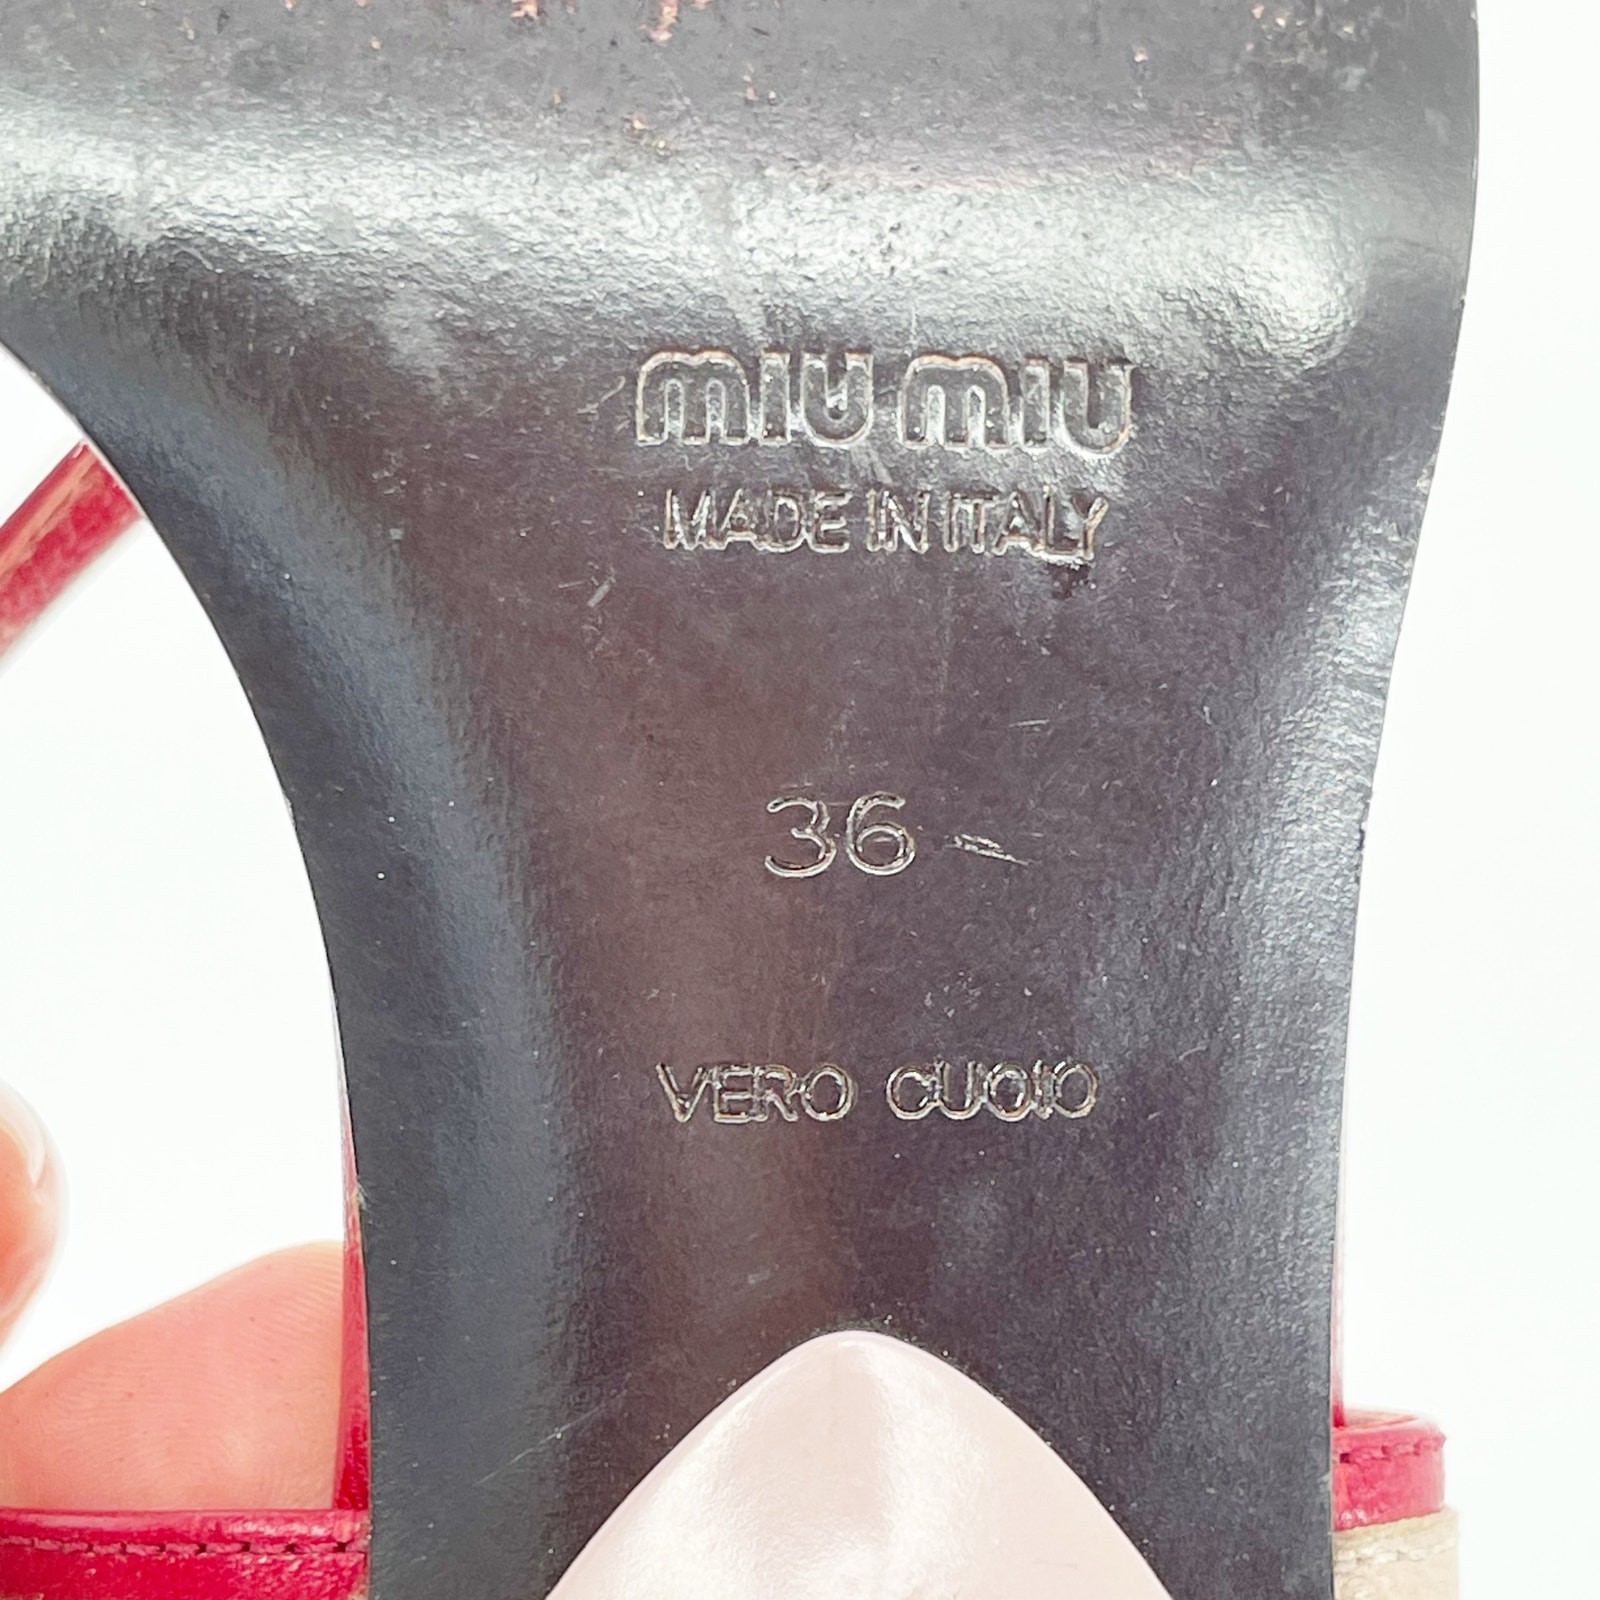 miu miu
MADE IN ITALY
36
VERO CUOIO